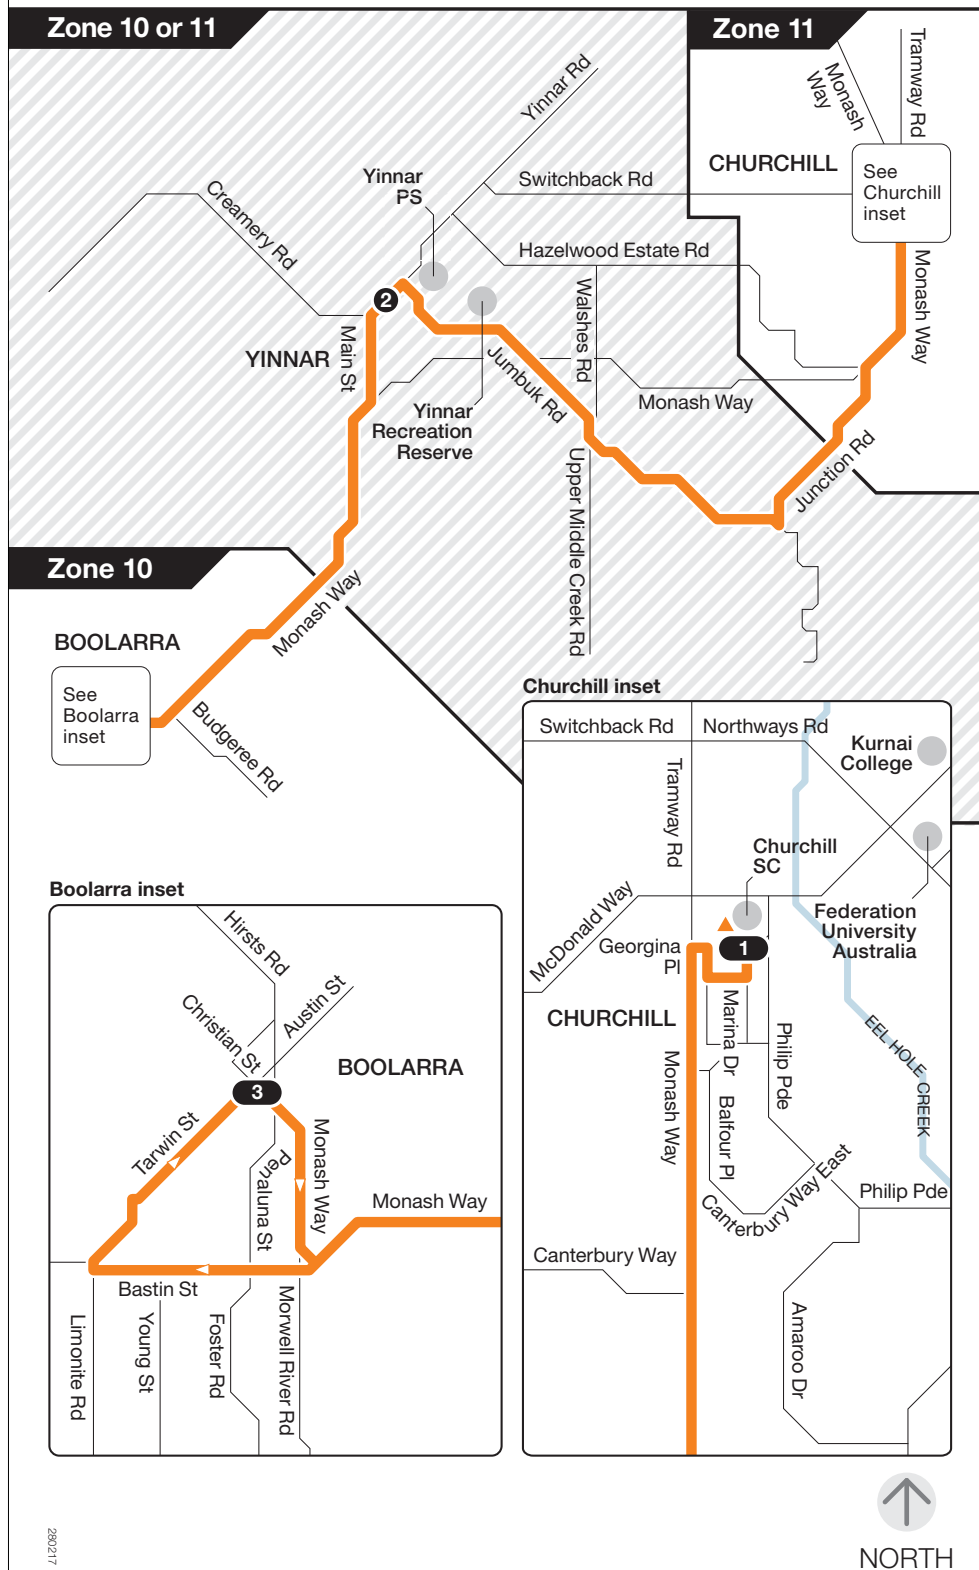 Zone 10 or 11
Zone 11
Yinnar Rd
Monash
Way
Tramway Rd
CHURCHILL
See
Churchill
inset
Yinnar
PS
Switchback Rd
Creamery Rd
Hazelwood Estate Rd
Monash Way
2
Walshes Rd
Main St
YINNAR
Jumbuk Rd
Monash Way
Yinnar
Recreation
Reserve
Junction Rd
Upper Middle Creek Rd
Zone 10
Monash Way
BOOLARRA
See
Boolarra
inset
Budgeree Rd
Churchill inset
Switchback Rd
Northways Rd
Kurnai
College
Tramway Rd
Churchill
SC
McDonald Way
Federation
University
Australia
Georgina
Pl
1
CHURCHILL
Marina Dr
Philip Pde
EEL HOLE CREEK
Monash Way
Balfour Pl
Canterbury Way East
Philip Pde
Canterbury Way
Amaroo Dr
Boolarra inset
Hirsts Rd
Austin St
Christian St
BOOLARRA
3
Tarwin St
Monash Way
Penaluna St
Monash Way
Bastin St
Limonite Rd
Young St
Foster Rd
Morwell River Rd
280217
NORTH